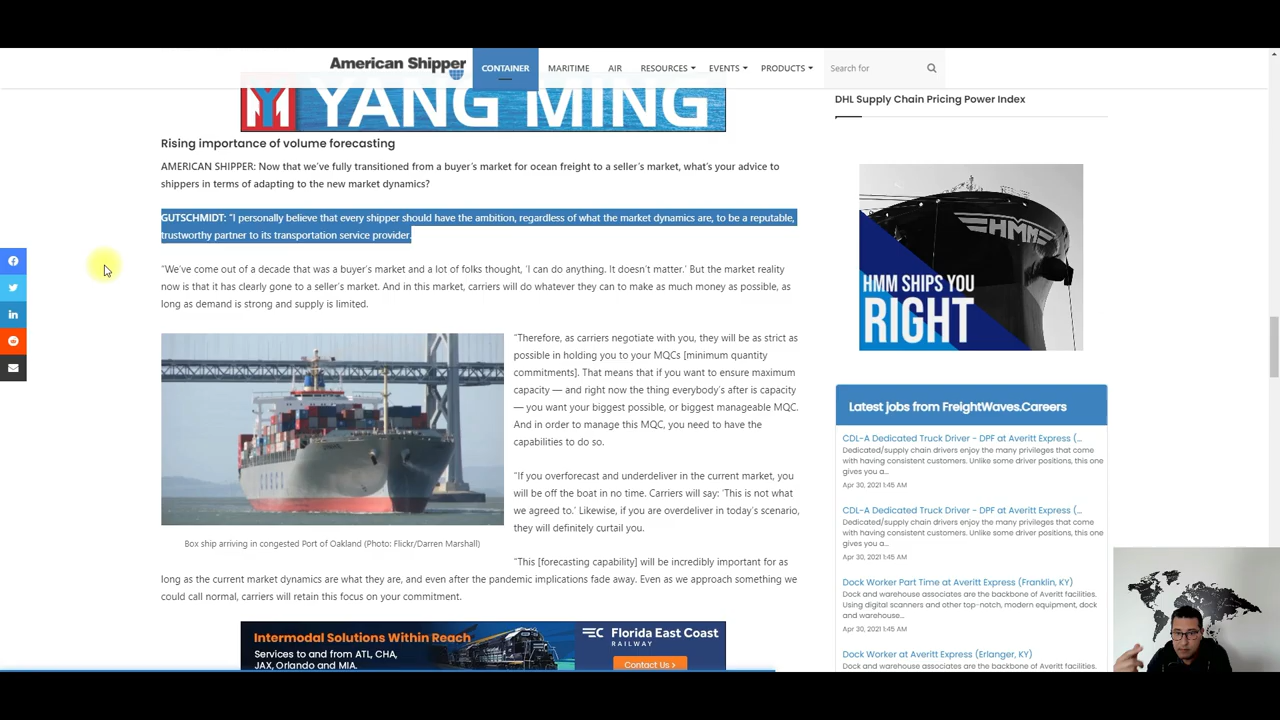 American Shipper
CONTAINER
MARITIME
AIR
RESOURCES
EVENTS
PRODUCTS
Search for
YANG MING
Rising importance of volume forecasting
AMERICAN SHIPPER: Now that we've fully transitioned from a buyer's market for ocean freight to a seller's market, what's your advice to
shippers in terms of adapting to the new market dynamics?
GUTSCHMIDT: "I personally believe that every shipper should have the ambition, regardless of what the market dynamics are, to be a reputable,
trustworthy partner to its transportation service provider.
"We've come out of a decade that was a buyer's market and a lot of folks thought, 'I can do anything. It doesn't matter.' But the market reality
now is that it has clearly gone to a seller's market. And in this market, carriers will do whatever they can to make as much money as possible, as
long as demand is strong and supply is limited.
"Therefore, as carriers negotiate with you, they will be as strict as
possible in holding you to your MQCs [minimum quantity
commitments]. That means that if you want to ensure maximum
capacity — and right now the thing everybody's after is capacity
— you want your biggest possible, or biggest manageable MQC.
And in order to manage this MQC, you need to have the
capabilities to do so.
"If you overforecast and underdeliver in the current market, you
will be off the boat in no time. Carriers will say: 'This is not what
we agreed to.' Likewise, if you are overdeliver in today's scenario,
they will definitely curtail you.
Box ship arriving in congested Port of Oakland (Photo: Flickr/Darren Marshall)
"This [forecasting capability] will be incredibly important for as
long as the current market dynamics are what they are, and even after the pandemic implications fade away. Even as we approach something we
could call normal, carriers will retain this focus on your commitment.
Intermodal Solutions Within Reach
Services to and from ATL, CHA,
JAX, Orlando and MIA.
Florida East Coast
RAILWAY
Contact Us >
DHL Supply Chain Pricing Power Index
HMM
HMM SHIPS YOU
RIGHT
Latest jobs from FreightWaves.Careers
CDL-A Dedicated Truck Driver - DPF at Averitt Express (...
Dedicated/supply chain drivers enjoy the many privileges that come
with having consistent customers. Unlike some driver positions, this one
gives you a...
Apr 30, 2021 1:45 AM
CDL-A Dedicated Truck Driver - DPF at Averitt Express (...
Dedicated/supply chain drivers enjoy the many privileges that come
with having consistent customers. Unlike some driver positions, this one
gives you a...
Apr 30, 2021 1:45 AM
Dock Worker Part Time at Averitt Express (Franklin, KY)
Dock and warehouse associates are the backbone of Averitt facilities.
Using digital scanners and other top-notch, modern equipment, dock
and warehouse...
Apr 30, 2021 1:45 AM
Dock Worker at Averitt Express (Erlanger, KY)
Dock and warehouse associates are the backbone of Averitt facilities.